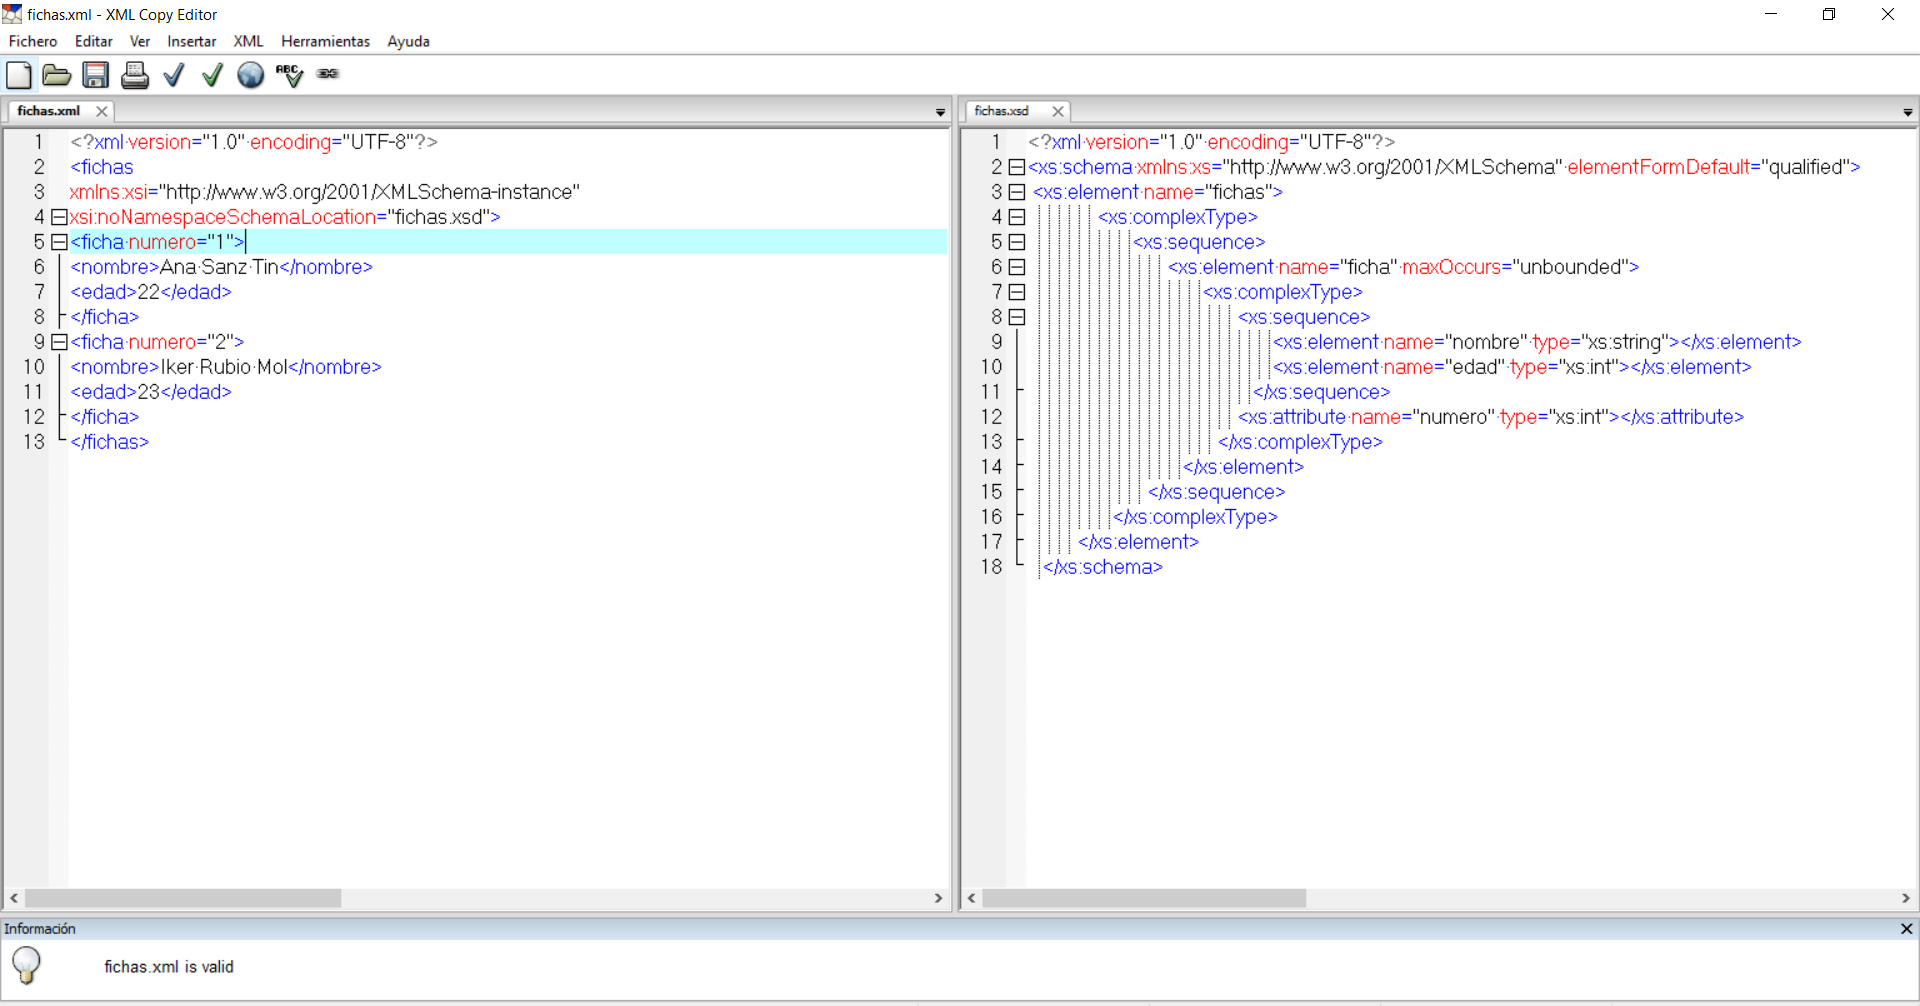 fichas.xml - XML Copy Editor
Fichero Editar Ver Insertar XML Herramientas Ayuda
ABC
fichas.xml
1 <?xml version="1.0" encoding="UTF-8"?>
2 <fichas
3 xmlns:xsi="http://www.w3.org/2001/XMLSchema-instance"
4 xsi:noNamespaceSchemaLocation="fichas.xsd">
5 <ficha numero="1">
6 <nombre>Ana Sanz Tin</nombre>
7 <edad>22</edad>
8 </ficha>
9 <ficha numero="2">
10 <nombre>Iker Rubio Mol</nombre>
11 <edad>23</edad>
12 </ficha>
13 </fichas>
fichas.xsd
1 <?xml version="1.0" encoding="UTF-8"?>
2 <xs:schema xmlns:xs="http://www.w3.org/2001/XMLSchema" elementFormDefault="qualified">
3 <xs:element name="fichas">
4 <xs:complexType>
5 <xs:sequence>
6 <xs:element name="ficha" maxOccurs="unbounded">
7 <xs:complexType>
8 <xs:sequence>
9 <xs:element name="nombre" type="xs:string"></xs:element>
10 <xs:element name="edad" type="xs:int"></xs:element>
11 </xs:sequence>
12 <xs:attribute name="numero" type="xs:int"></xs:attribute>
13 </xs:complexType>
14 </xs:element>
15 </xs:sequence>
16 </xs:complexType>
17 </xs:element>
18 </xs:schema>
Información
fichas.xml is valid